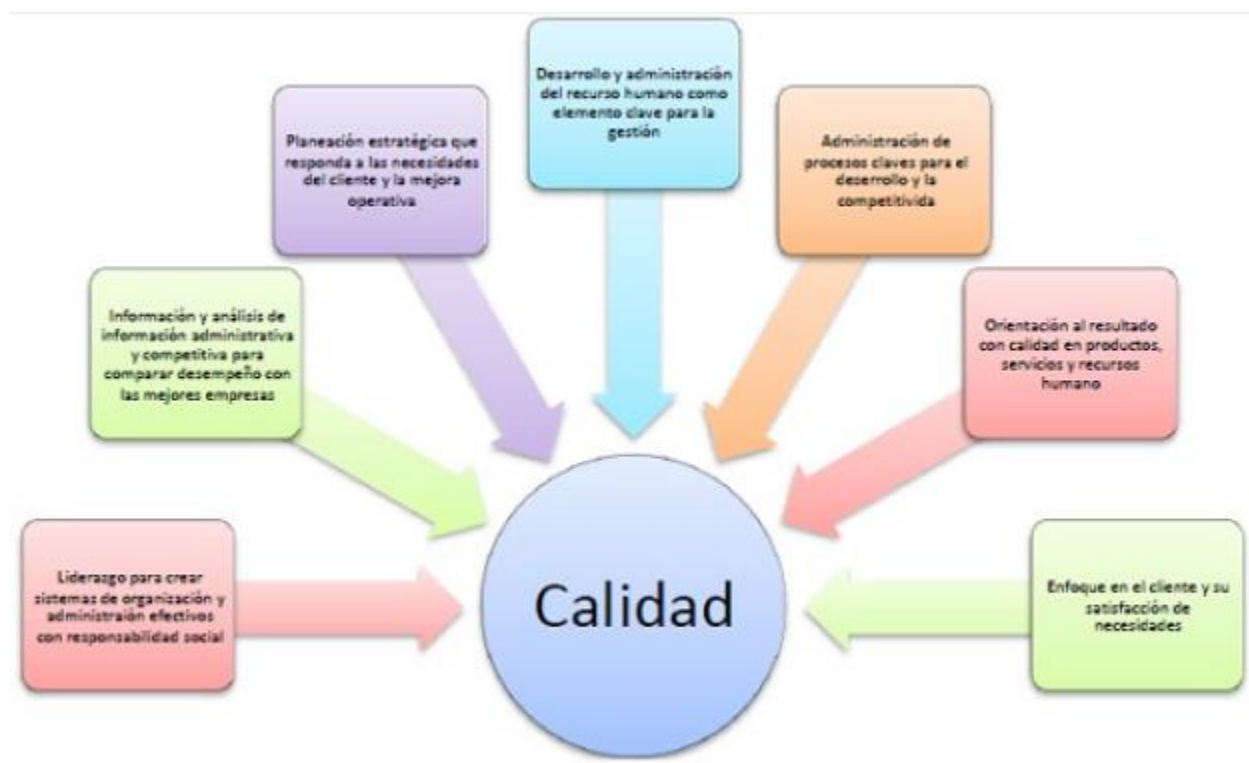 Desarrollo y administración
del recurso humano como
elemento clave para la
gestión
Planeación estratégica que
responda a las necesidades
del cliente y la mejora
operativa
Administración de
procesos claves para el
deserrollo y la
competitivida
Información y análisis de
información administrativa
y competitiva para
comparar desempeño con
las mejores empresas
Orientación al resultado
con calidad en productos,
servicios y recursos
humano
Liderazgo para crear
sistemas de organización y
administraión efectivos
con responsabilidad social
Calidad
Enfoque en el cliente y su
satisfacción de
necesidades